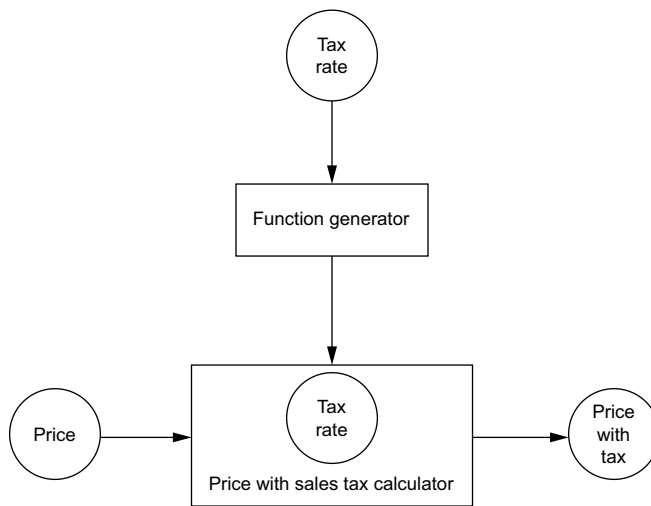 Tax
rate
Function generator
Price
Tax
rate
Price with sales tax calculator
Price
with
tax